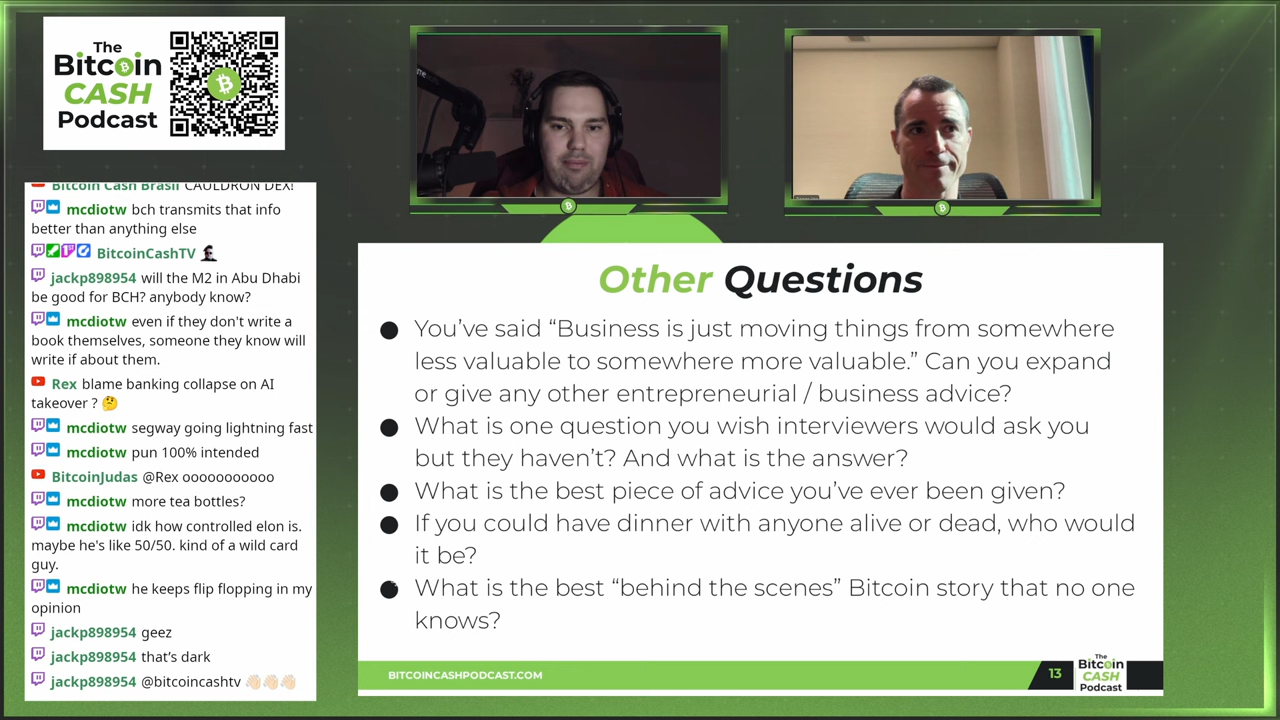 The
Bitcoin
CASH
Podcast
Bitcoin Cash Brasil CAULDRON DEX!
mcdiotw bch transmits that info
better than anything else
BitcoinCashTV
jackp898954 will the M2 in Abu Dhabi
be good for BCH? anybody know?
mcdiotw even if they don't write a
book themselves, someone they know will
write if about them.
Rex blame banking collapse on AI
takeover ? 🤔
mcdiotw segway going lightning fast
mcdiotw pun 100% intended
BitcoinJudas @Rex ooooooooooo
mcdiotw more tea bottles?
mcdiotw idk how controlled elon is.
maybe he's like 50/50. kind of a wild card
guy.
mcdiotw he keeps flip flopping in my
opinion
jackp898954 geez
jackp898954 that's dark
jackp898954 @bitcoincashtv 👏🏻👏🏻👏🏻
Other Questions
● You've said “Business is just moving things from somewhere
less valuable to somewhere more valuable.” Can you expand
or give any other entrepreneurial / business advice?
● What is one question you wish interviewers would ask you
but they haven't? And what is the answer?
● What is the best piece of advice you've ever been given?
● If you could have dinner with anyone alive or dead, who would
it be?
● What is the best “behind the scenes” Bitcoin story that no one
knows?
BITCOINCASHPODCAST.COM
13
The
Bitcoin
CASH
Podcast